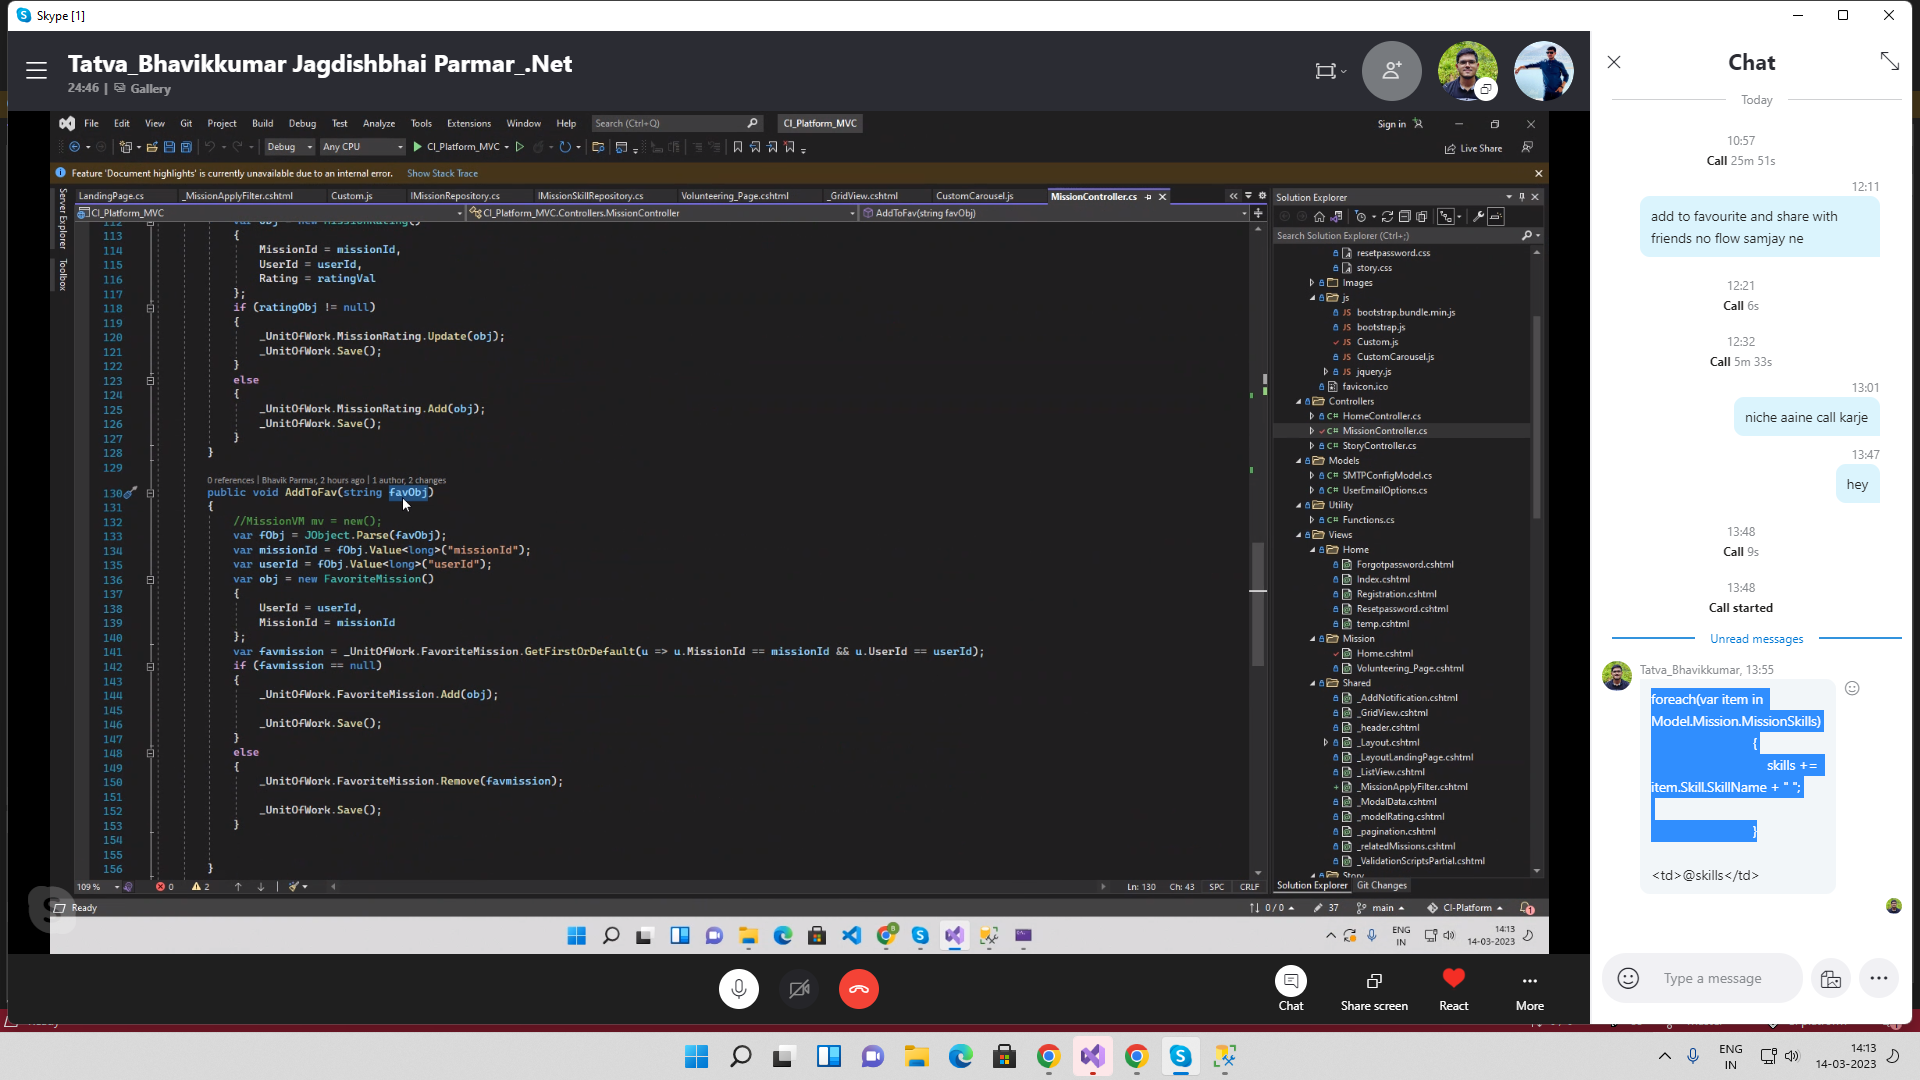 Skype [1]
Tatva_Bhavikkumar Jagdishbhai Parmar_.Net
24:46 | Gallery
File Edit View Git Project Build Debug Test Analyze Tools Extensions Window Help Search (Ctrl+Q) CI_Platform_MVC Sign in
Debug Any CPU CI_Platform_MVC Live Share
Feature 'Document highlights' is currently unavailable due to an internal error. Show Stack Trace
LandingPage.cs _MissionApplyFilter.cshtml Custom.js IMissionRepository.cs IMissionSkillRepository.cs Volunteering_Page.cshtml _GridView.cshtml CustomCarousel.js MissionController.cs
CI_Platform_MVC CI_Platform_MVC.Controllers.MissionController AddToFav(string favObj)
Server Explorer
Toolbox
112 var obj = new MissionRating()
113 {
114 MissionId = missionId,
115 UserId = userId,
116 Rating = ratingVal
117 };
118 if (ratingObj != null)
119 {
120 _UnitOfWork.MissionRating.Update(obj);
121 _UnitOfWork.Save();
122 }
123 else
124 {
125 _UnitOfWork.MissionRating.Add(obj);
126 _UnitOfWork.Save();
127 }
128 }
129
0 references | Bhavik Parmar, 2 hours ago | 1 author, 2 changes
130 public void AddToFav(string favObj)
131 {
132 //MissionVM mv = new();
133 var fObj = JObject.Parse(favObj);
134 var missionId = fObj.Value<long>("missionId");
135 var userId = fObj.Value<long>("userId");
136 var obj = new FavoriteMission()
137 {
138 UserId = userId,
139 MissionId = missionId
140 };
141 var favmission = _UnitOfWork.FavoriteMission.GetFirstOrDefault(u => u.MissionId == missionId && u.UserId == userId);
142 if (favmission == null)
143 {
144 _UnitOfWork.FavoriteMission.Add(obj);
145
146 _UnitOfWork.Save();
147 }
148 else
149 {
150 _UnitOfWork.FavoriteMission.Remove(favmission);
151
152 _UnitOfWork.Save();
153 }
154
155
156 }
109 % 0 2 Ln: 130 Ch: 43 SPC CRLF
Ready 0 / 0 37 main CI-Platform 1
Solution Explorer
Search Solution Explorer (Ctrl+;)
resetpassword.css
story.css
Images
js
bootstrap.bundle.min.js
bootstrap.js
Custom.js
CustomCarousel.js
jquery.js
favicon.ico
Controllers
C# HomeController.cs
C# MissionController.cs
C# StoryController.cs
Models
C# SMTPConfigModel.cs
C# UserEmailOptions.cs
Utility
C# Functions.cs
Views
Home
Forgotpassword.cshtml
Index.cshtml
Registration.cshtml
Resetpassword.cshtml
temp.cshtml
Mission
Home.cshtml
Volunteering_Page.cshtml
Shared
_AddNotification.cshtml
_GridView.cshtml
_header.cshtml
_Layout.cshtml
_LayoutLandingPage.cshtml
_ListView.cshtml
_MissionApplyFilter.cshtml
_ModalData.cshtml
_modelRating.cshtml
_pagination.cshtml
_relatedMissions.cshtml
_ValidationScriptsPartial.cshtml
Story
Solution Explorer Git Changes
ENG
IN
14:13
14-03-2023
Chat Share screen React More
Chat
Today
10:57
Call 25m 51s
12:11
add to favourite and share with
friends no flow samjay ne
12:21
Call 6s
12:32
Call 5m 33s
13:01
niche aaine call karje
13:47
hey
13:48
Call 9s
13:48
Call started
Unread messages
Tatva_Bhavikkumar, 13:55
foreach(var item in
Model.Mission.MissionSkills)
{
skills +=
item.Skill.SkillName + " ";
}
<td>@skills</td>
Type a message
ENG
IN
14:13
14-03-2023